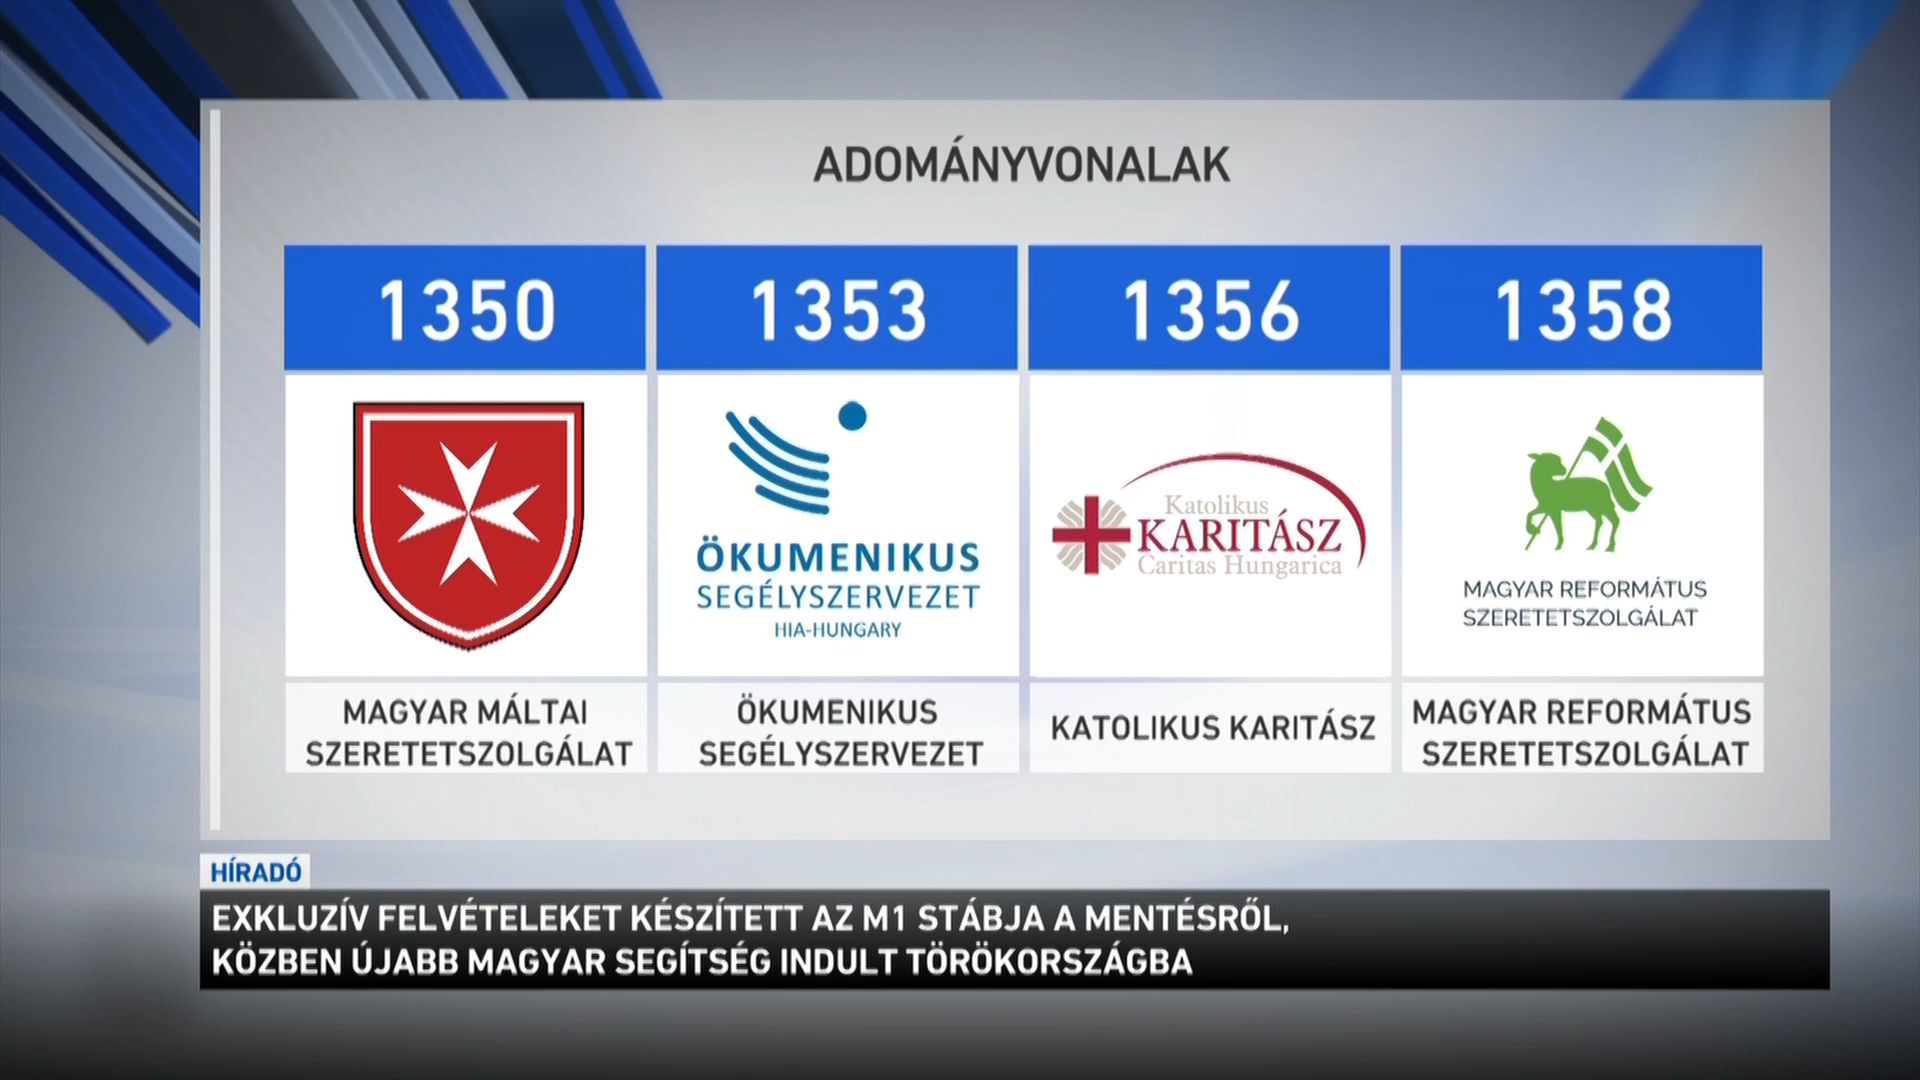 ADOMÁNYVONALAK
1350
1353
1356
1358
ÖKUMENIKUS
SEGÉLYSZERVEZET
HIA-HUNGARY
Katolikus
KARITÁSZ
Caritas Hungarica
MAGYAR REFORMÁTUS
SZERETETSZOLGÁLAT
MAGYAR MÁLTAI
SZERETETSZOLGÁLAT
ÖKUMENIKUS
SEGÉLYSZERVEZET
KATOLIKUS KARITÁSZ
MAGYAR REFORMÁTUS
SZERETETSZOLGÁLAT
HÍRADÓ
EXKLUZÍV FELVÉTELEKET KÉSZÍTETT AZ M1 STÁBJA A MENTÉSRŐL,
KÖZBEN ÚJABB MAGYAR SEGÍTSÉG INDULT TÖRÖKORSZÁGBA